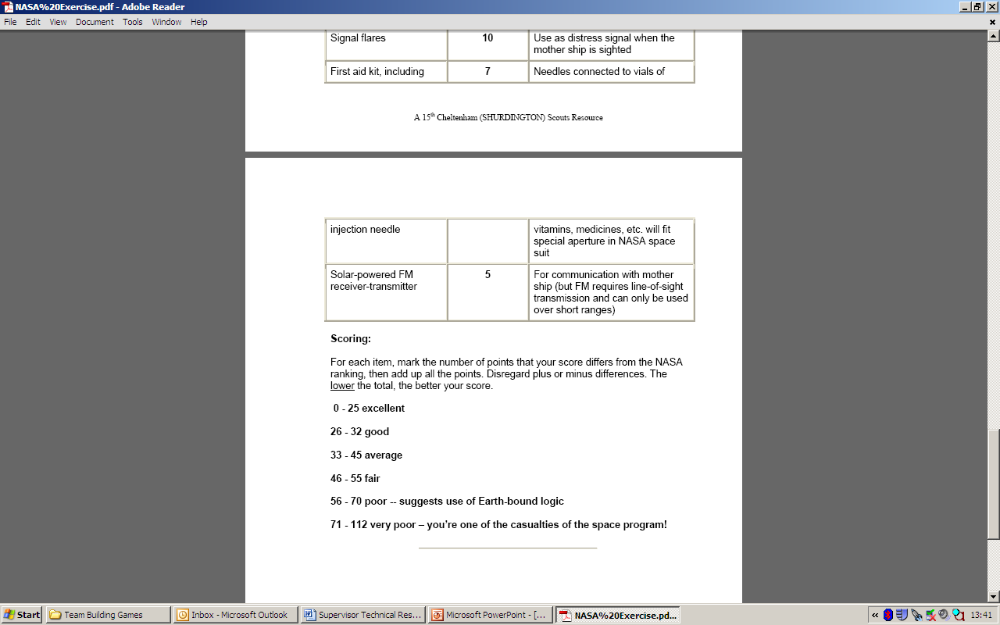 NASA%20Exercise.pdf - Adobe Reader
File Edit View Document Tools Window Help
Signal flares 10 Use as distress signal when the
mother ship is sighted
First aid kit, including 7 Needles connected to vials of
A 15th Cheltenham (SHURDINGTON) Scouts Resource
injection needle vitamins, medicines, etc. will fit
special aperture in NASA space
suit
Solar-powered FM 5 For communication with mother
receiver-transmitter ship (but FM requires line-of-sight
transmission and can only be used
over short ranges)
Scoring:
For each item, mark the number of points that your score differs from the NASA
ranking, then add up all the points. Disregard plus or minus differences. The
lower the total, the better your score.
0 - 25 excellent
26 - 32 good
33 - 45 average
46 - 55 fair
56 - 70 poor -- suggests use of Earth-bound logic
71 - 112 very poor – you’re one of the casualties of the space program!
Start Team Building Games Inbox - Microsoft Outlook Supervisor Technical Res... Microsoft PowerPoint - [... NASA%20Exercise.pd... « 13:41